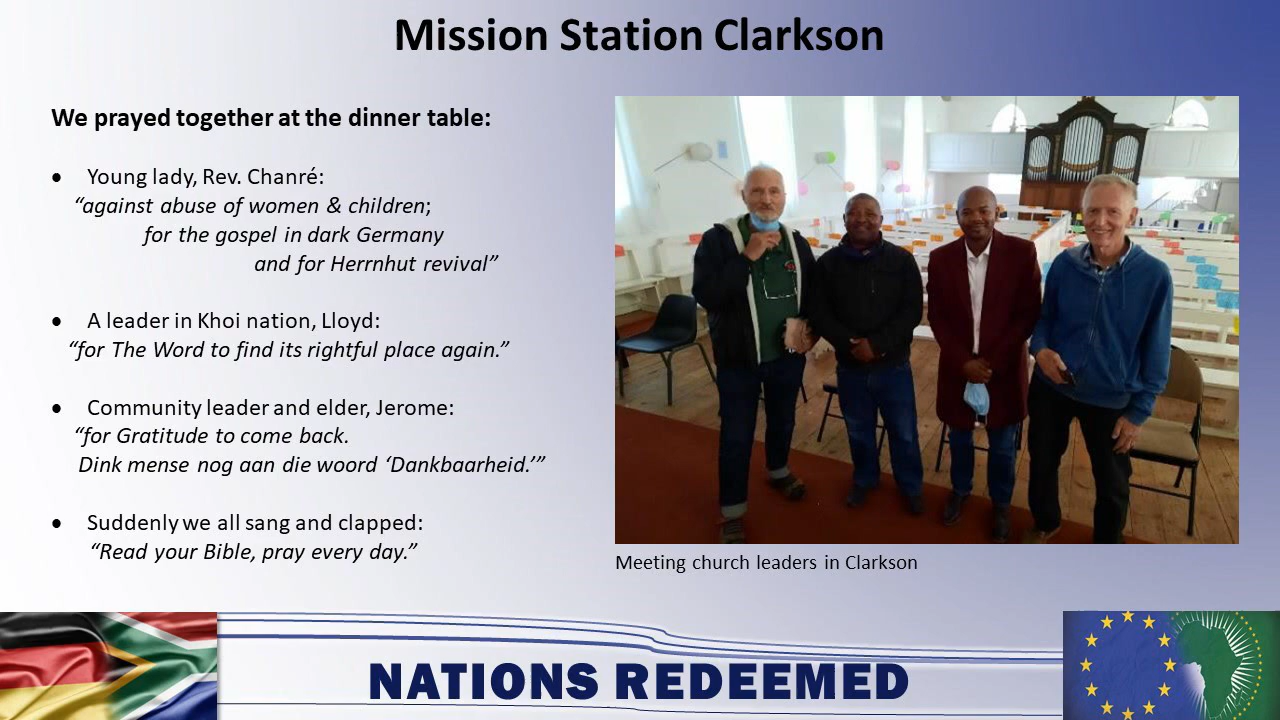 Mission Station Clarkson
We prayed together at the dinner table:
• Young lady, Rev. Chanré:
“against abuse of women & children;
for the gospel in dark Germany
and for Herrnhut revival”
• A leader in Khoi nation, Lloyd:
“for The Word to find its rightful place again.”
• Community leader and elder, Jerome:
“for Gratitude to come back.
Dink mense nog aan die woord ‘Dankbaarheid.’”
• Suddenly we all sang and clapped:
“Read your Bible, pray every day.”
Meeting church leaders in Clarkson
NATIONS REDEEMED